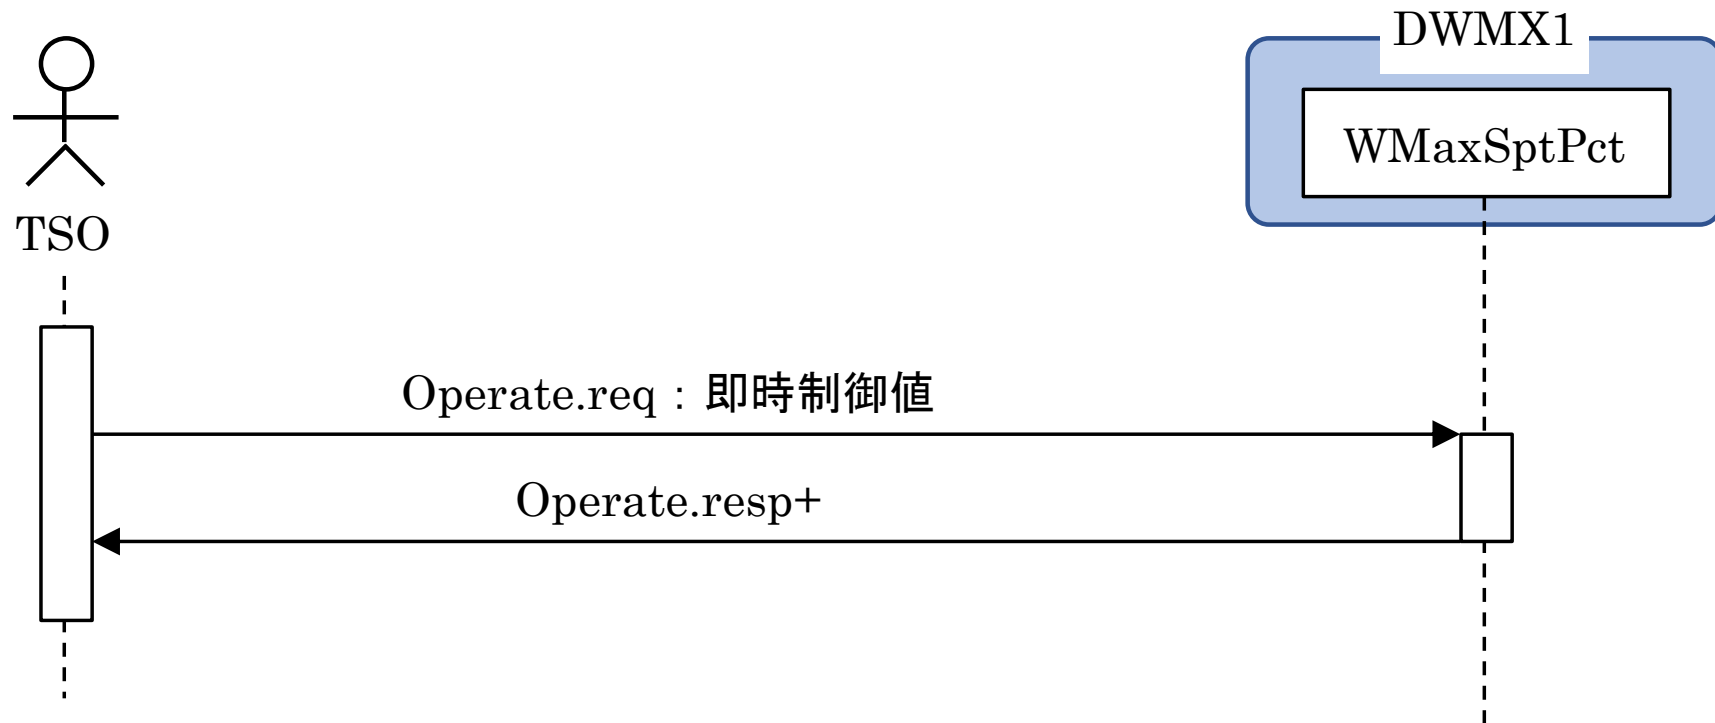 DWMX1
WMaxSptPct
TSO
Operate.req：即時制御値
Operate.resp+